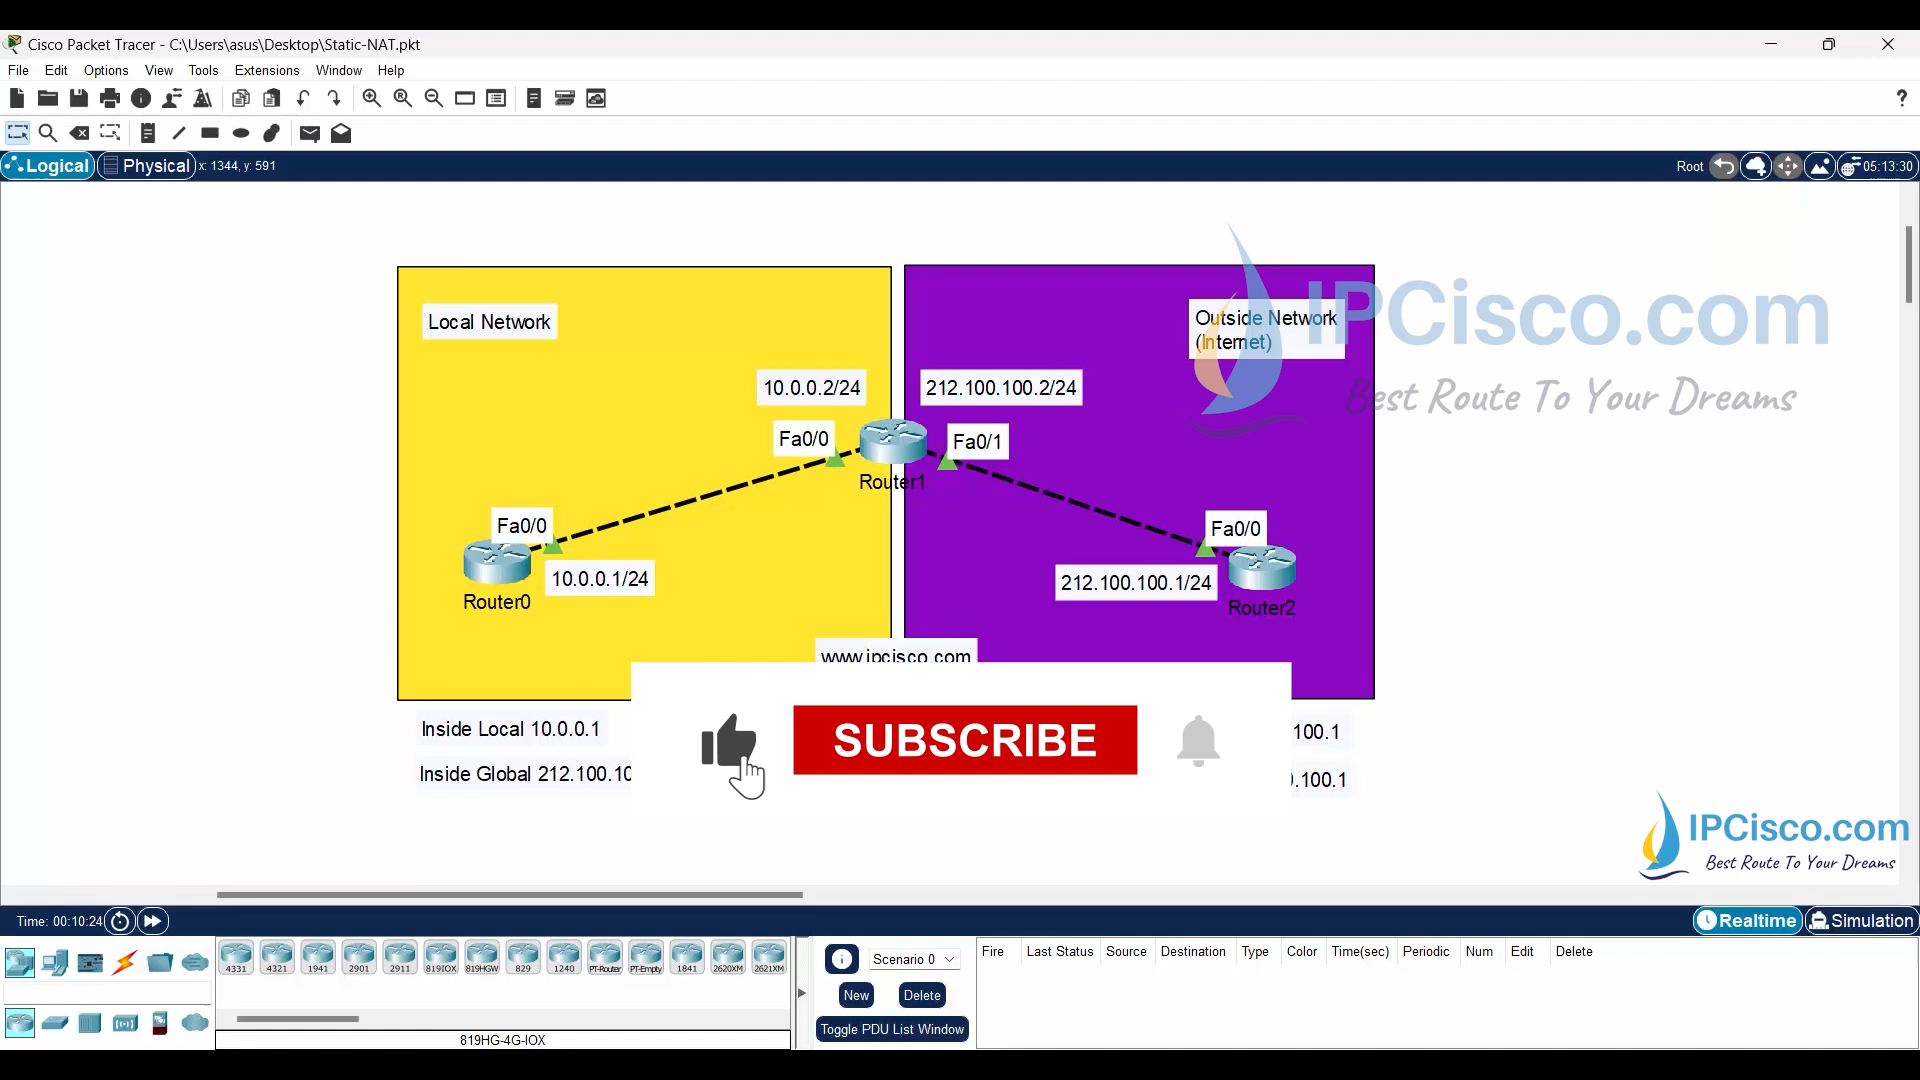 Cisco Packet Tracer - C:\Users\asus\Desktop\Static-NAT.pkt
File Edit Options View Tools Extensions Window Help
?
Logical Physical x: 1344, y: 591
Root 05:13:30
Local Network
Outside Network
(Internet)
IPCisco.com
Best Route To Your Dreams
10.0.0.2/24
212.100.100.2/24
Fa0/0
Fa0/1
Router1
Fa0/0
10.0.0.1/24
Router0
Fa0/0
212.100.100.1/24
Router2
www.ipcisco.com
Inside Local 10.0.0.1
SUBSCRIBE
100.1
Inside Global 212.100.10
.100.1
IPCisco.com
Best Route To Your Dreams
Time: 00:10:24
Realtime Simulation
4331 4321 1941 2901 2911 819IOX 819HGW 829 1240 PT-Router PT-Empty 1841 2620XM 2621XM
819HG-4G-IOX
Scenario 0
New Delete
Toggle PDU List Window
Fire Last Status Source Destination Type Color Time(sec) Periodic Num Edit Delete